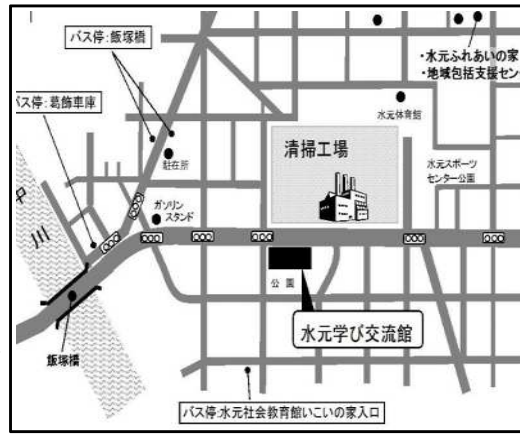 バス停:飯塚橋
・水元ふれあいの家
・地域包括支援セン
バス停:葛飾車庫
水元体育館
駐在所
清掃工場
水元スポーツ
センター公園
ガソリン
スタンド
中
川
公園
水元学び交流館
飯塚橋
バス停:水元社会教育館いこいの家入口